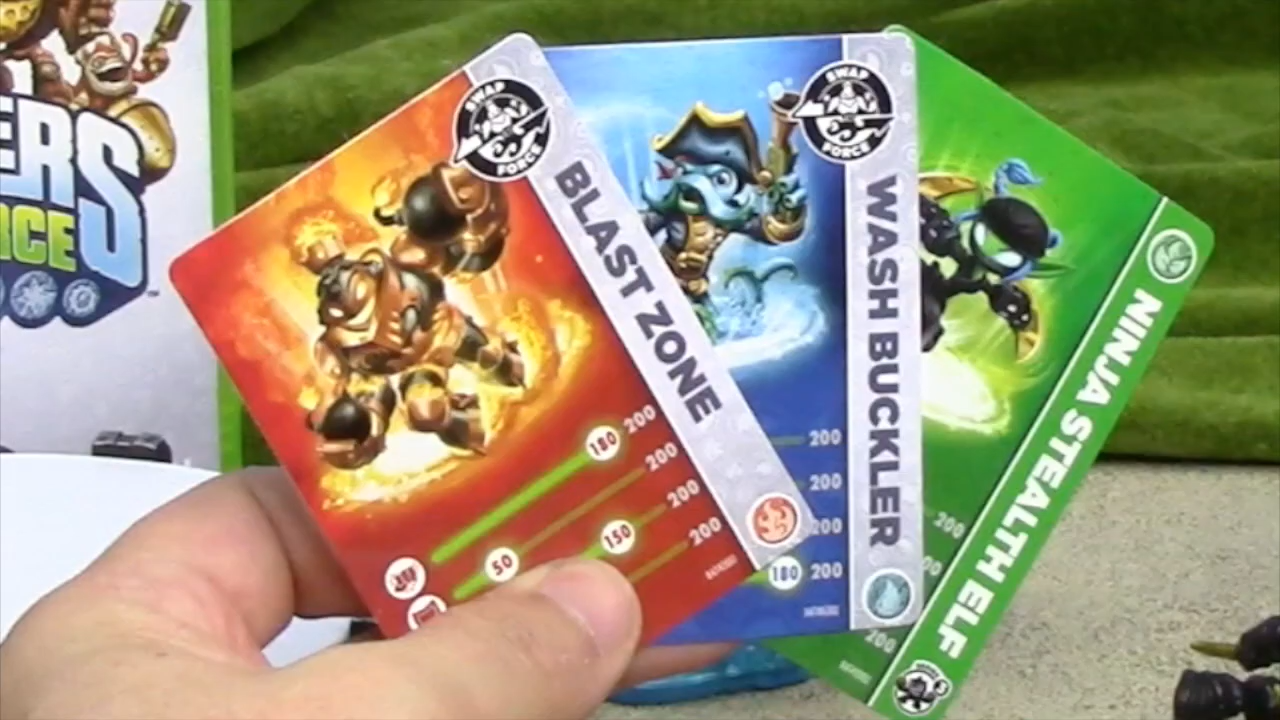 ERS
RCE
SWAP
FORCE
BLAST ZONE
180 200
50 200
150 200
200
SWAP
FORCE
WASH BUCKLER
200
200
200
180 200
NINJA STEALTH ELF
200
200